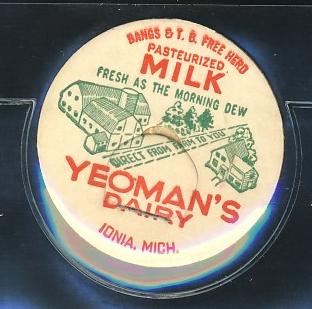 BANGS & T. B. FREE HERD
PASTEURIZED
MILK
FRESH AS THE MORNING DEW
DIRECT FROM FARM TO YOU
YEOMAN'S
DAIRY
IONIA, MICH.